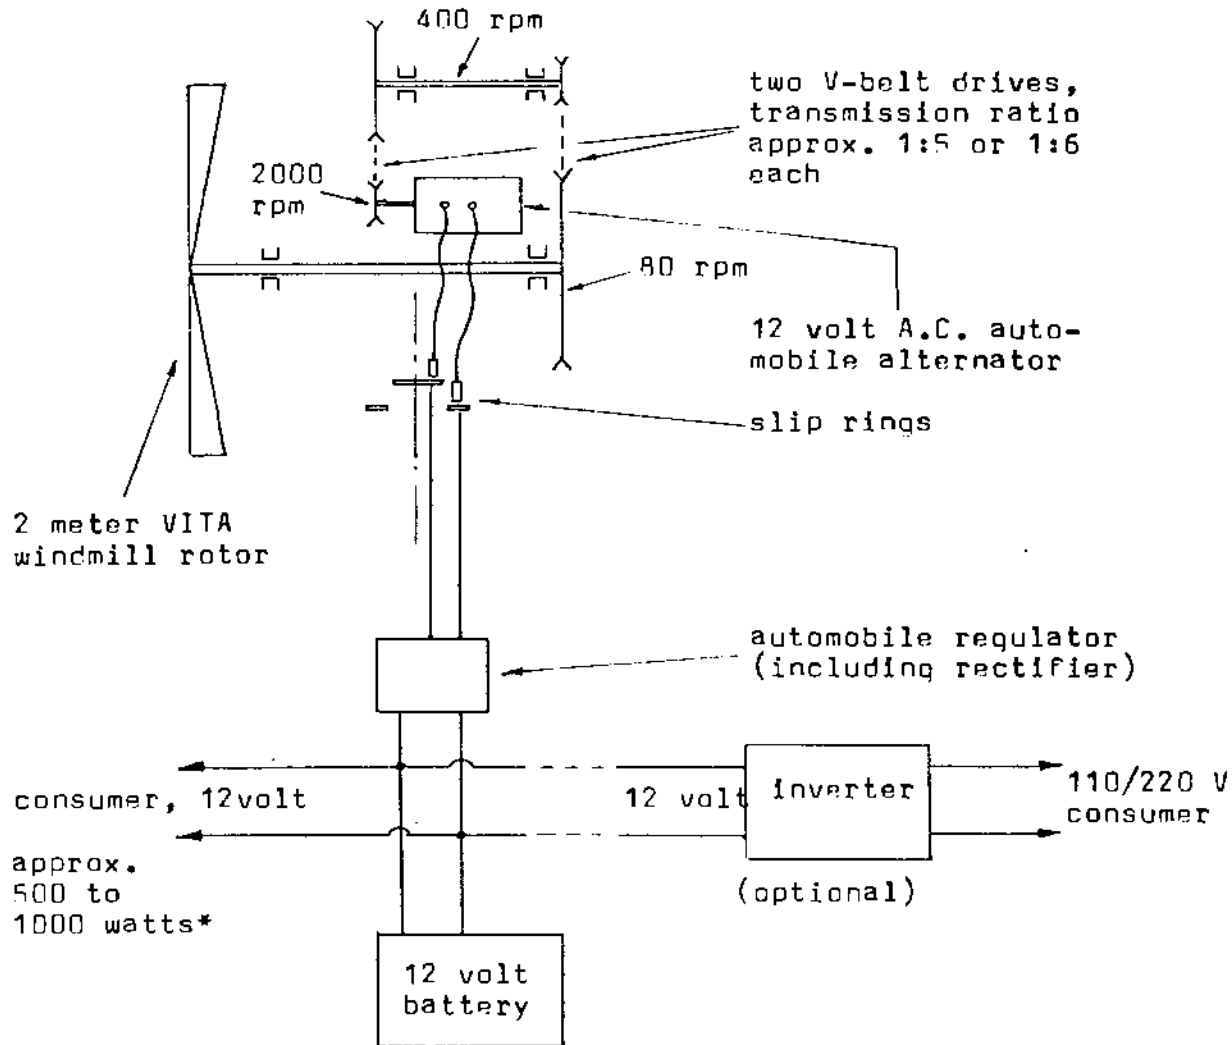 400 rpm
two V-belt drives,
transmission ratio
approx. 1:5 or 1:6
each
2000
rpm
80 rpm
12 volt A.C. auto-
mobile alternator
slip rings
2 meter VITA
windmill rotor
automobile regulator
(including rectifier)
consumer, 12volt
12 volt
inverter
110/220 V
consumer
approx.
500 to
1000 watts*
(optional)
12 volt
battery